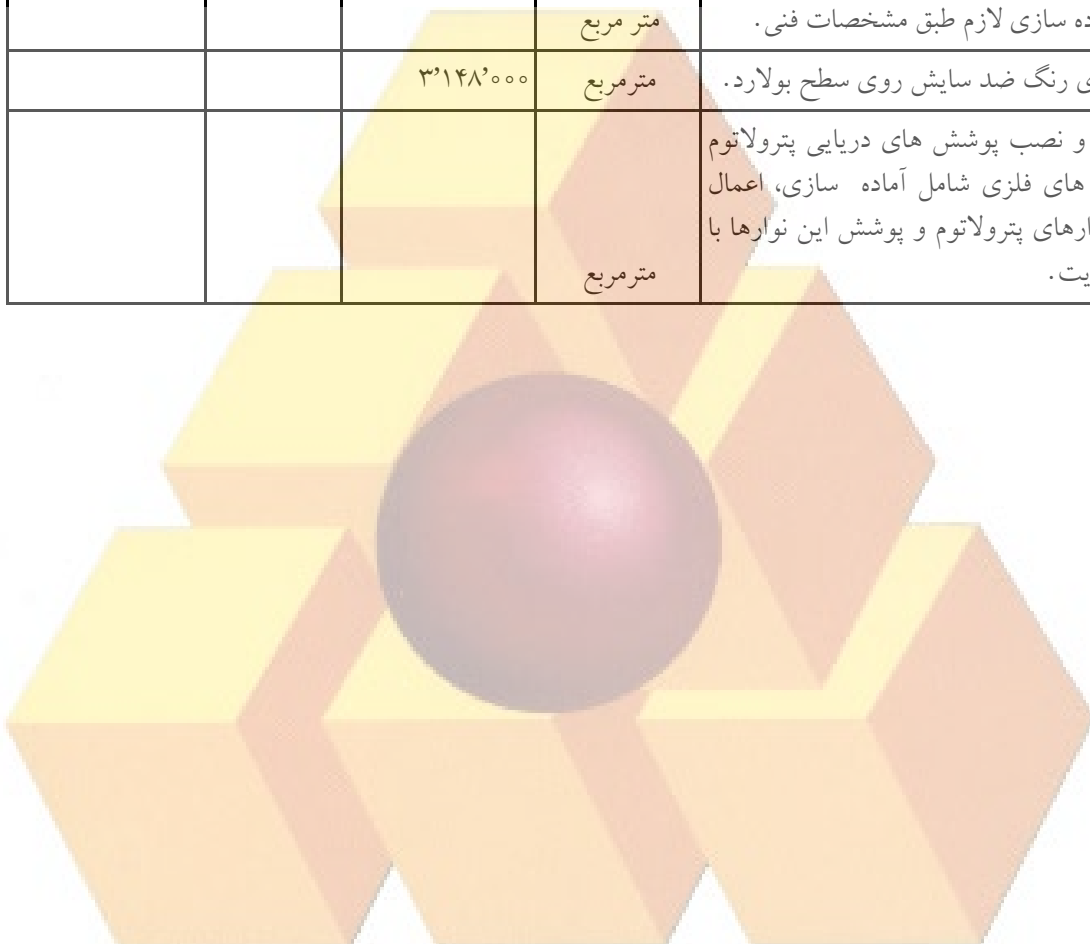 ده سازی لازم طبق مشخصات فنی. متر مربع
ی رنگ ضد سایش روی سطح بولارد. مترمربع ۳٬۱۴۸٬۰۰۰
و نصب پوشش های دریایی پترولاتوم
های فلزی شامل آماده سازی، اعمال
ارهای پترولاتوم و پوشش این نوارها با
یت. مترمربع